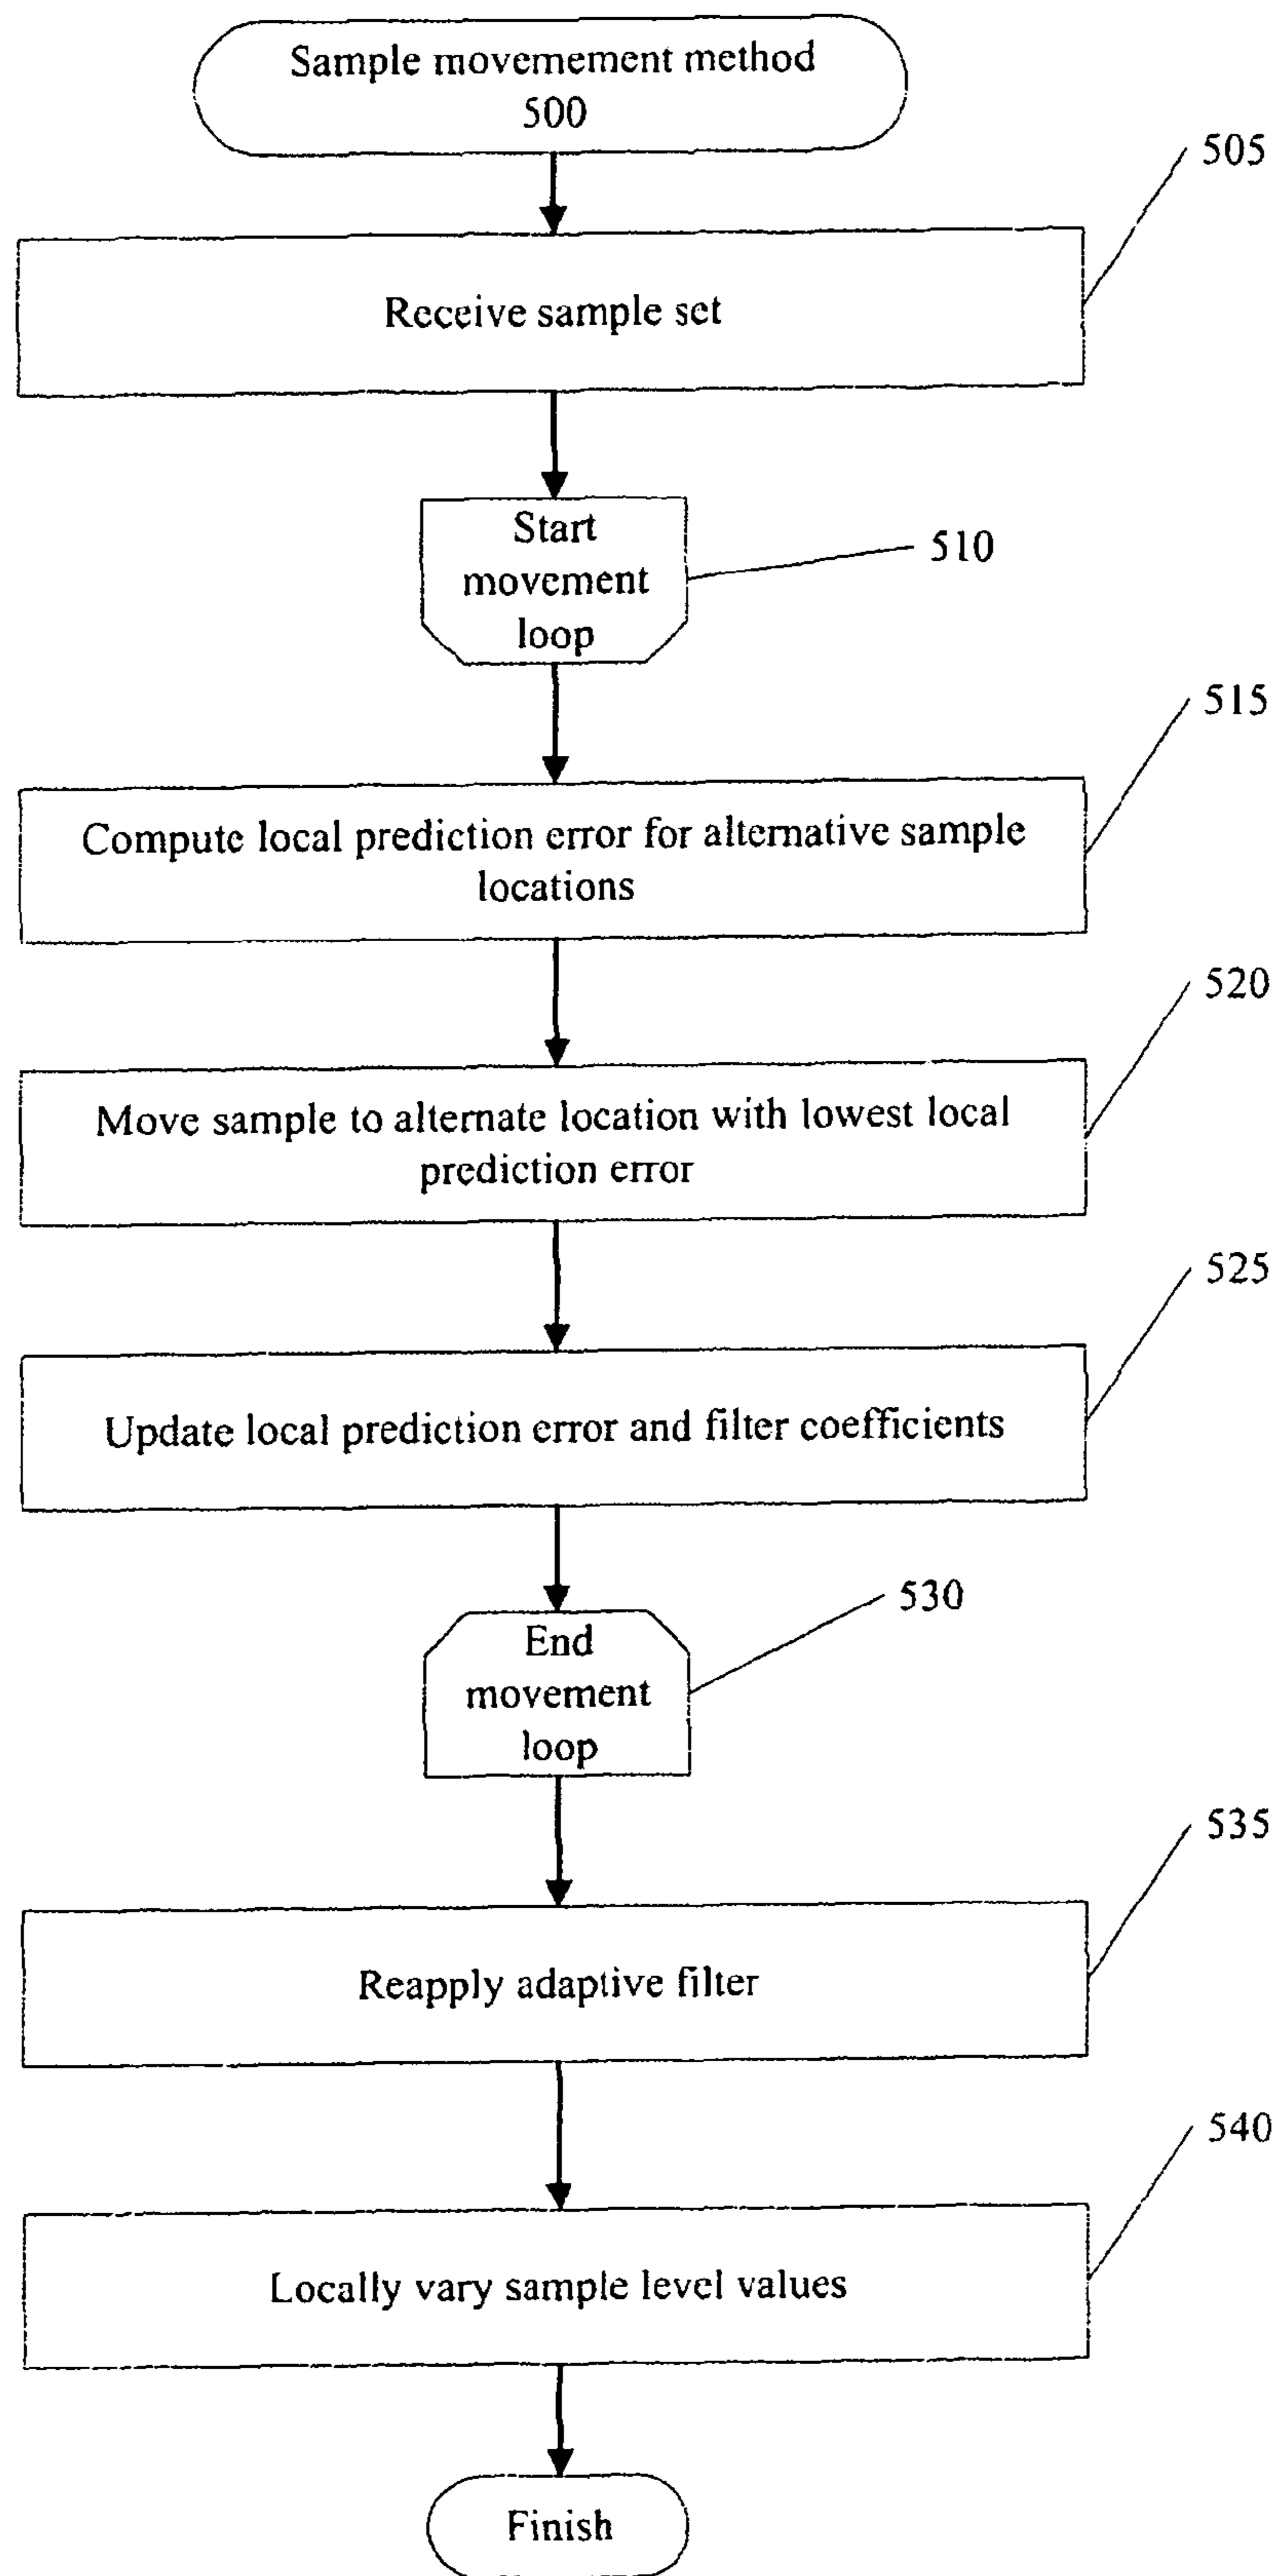 Sample movemement method
500
505
Receive sample set
Start
movement
loop
510
515
Compute local prediction error for alternative sample
locations
520
Move sample to alternate location with lowest local
prediction error
525
Update local prediction error and filter coefficients
530
End
movement
loop
535
Reapply adaptive filter
540
Locally vary sample level values
Finish